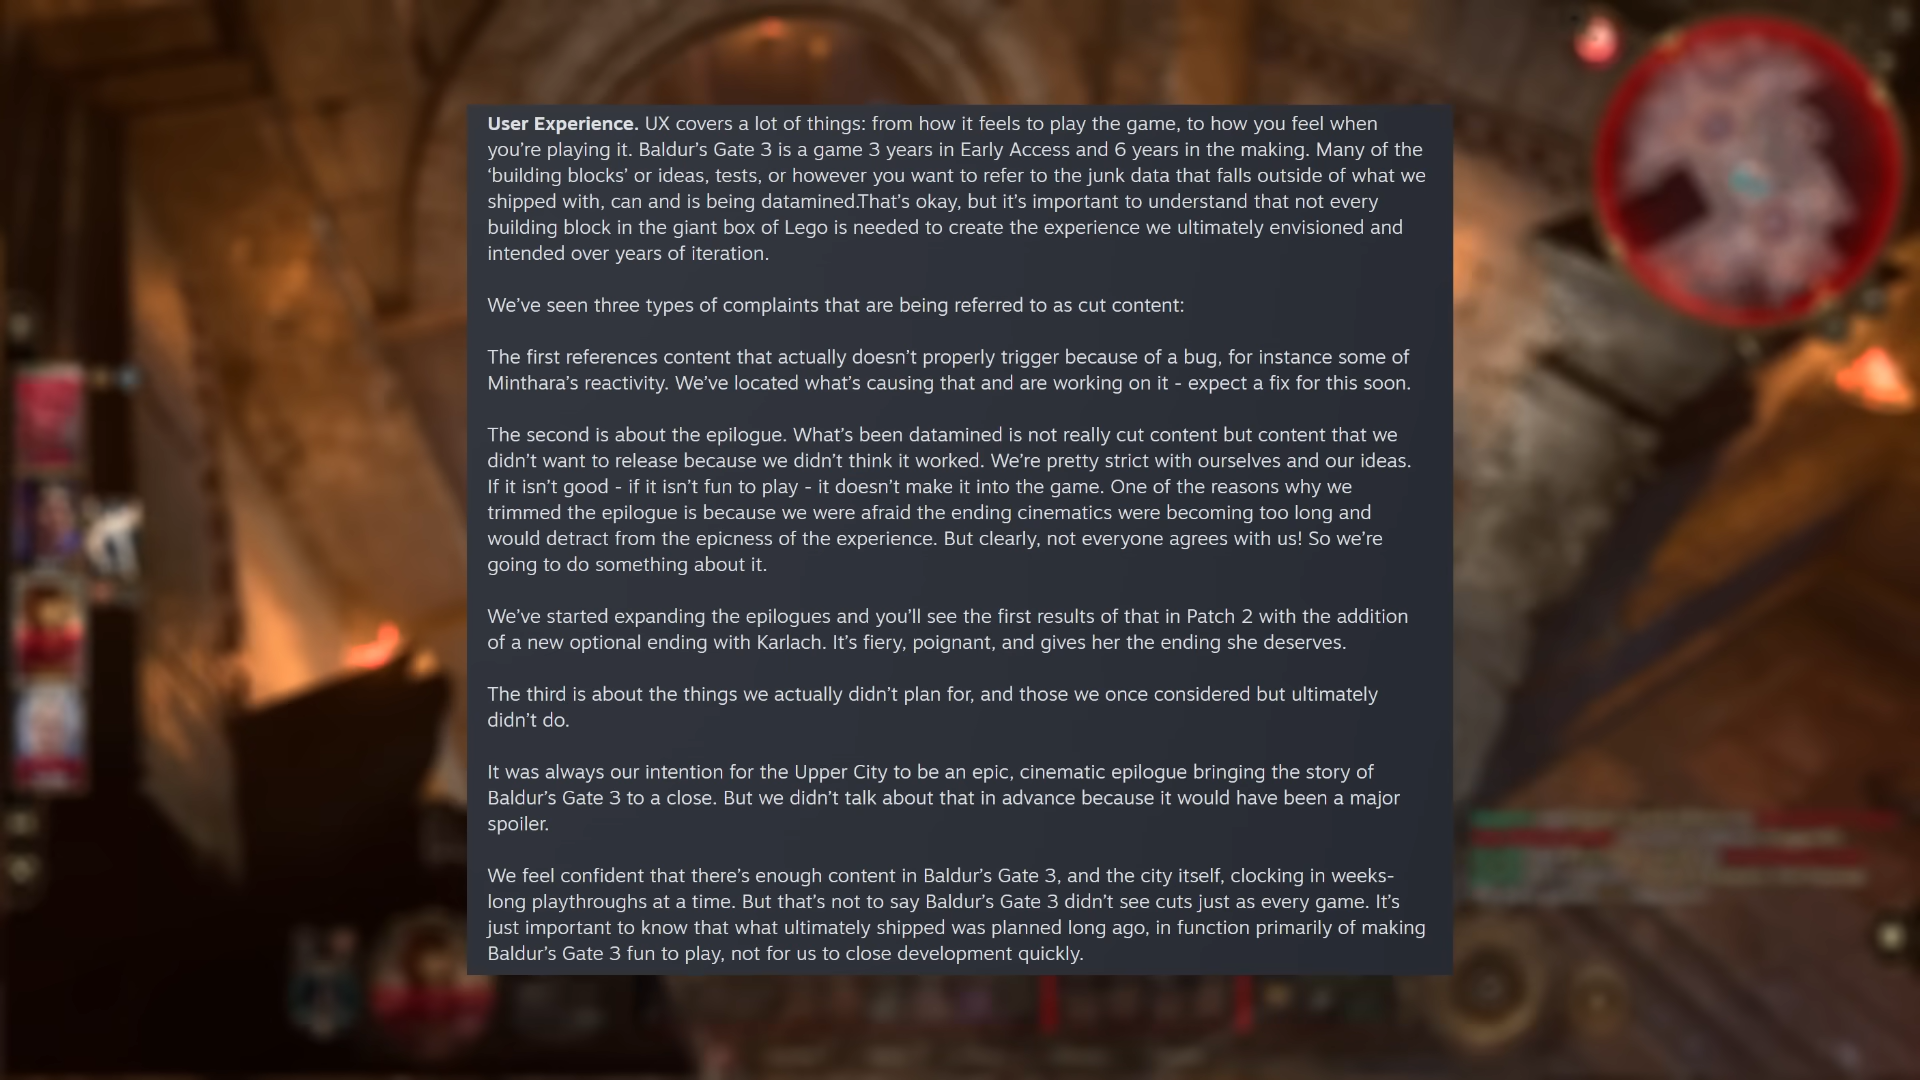 User Experience. UX covers a lot of things: from how it feels to play the game, to how you feel when
you’re playing it. Baldur’s Gate 3 is a game 3 years in Early Access and 6 years in the making. Many of the
‘building blocks’ or ideas, tests, or however you want to refer to the junk data that falls outside of what we
shipped with, can and is being datamined.That’s okay, but it’s important to understand that not every
building block in the giant box of Lego is needed to create the experience we ultimately envisioned and
intended over years of iteration.
We’ve seen three types of complaints that are being referred to as cut content:
The first references content that actually doesn’t properly trigger because of a bug, for instance some of
Minthara’s reactivity. We’ve located what’s causing that and are working on it - expect a fix for this soon.
The second is about the epilogue. What’s been datamined is not really cut content but content that we
didn’t want to release because we didn’t think it worked. We’re pretty strict with ourselves and our ideas.
If it isn’t good - if it isn’t fun to play - it doesn’t make it into the game. One of the reasons why we
trimmed the epilogue is because we were afraid the ending cinematics were becoming too long and
would detract from the epicness of the experience. But clearly, not everyone agrees with us! So we’re
going to do something about it.
We’ve started expanding the epilogues and you’ll see the first results of that in Patch 2 with the addition
of a new optional ending with Karlach. It’s fiery, poignant, and gives her the ending she deserves.
The third is about the things we actually didn’t plan for, and those we once considered but ultimately
didn’t do.
It was always our intention for the Upper City to be an epic, cinematic epilogue bringing the story of
Baldur’s Gate 3 to a close. But we didn’t talk about that in advance because it would have been a major
spoiler.
We feel confident that there’s enough content in Baldur’s Gate 3, and the city itself, clocking in weeks-
long playthroughs at a time. But that’s not to say Baldur’s Gate 3 didn’t see cuts just as every game. It’s
just important to know that what ultimately shipped was planned long ago, in function primarily of making
Baldur’s Gate 3 fun to play, not for us to close development quickly.